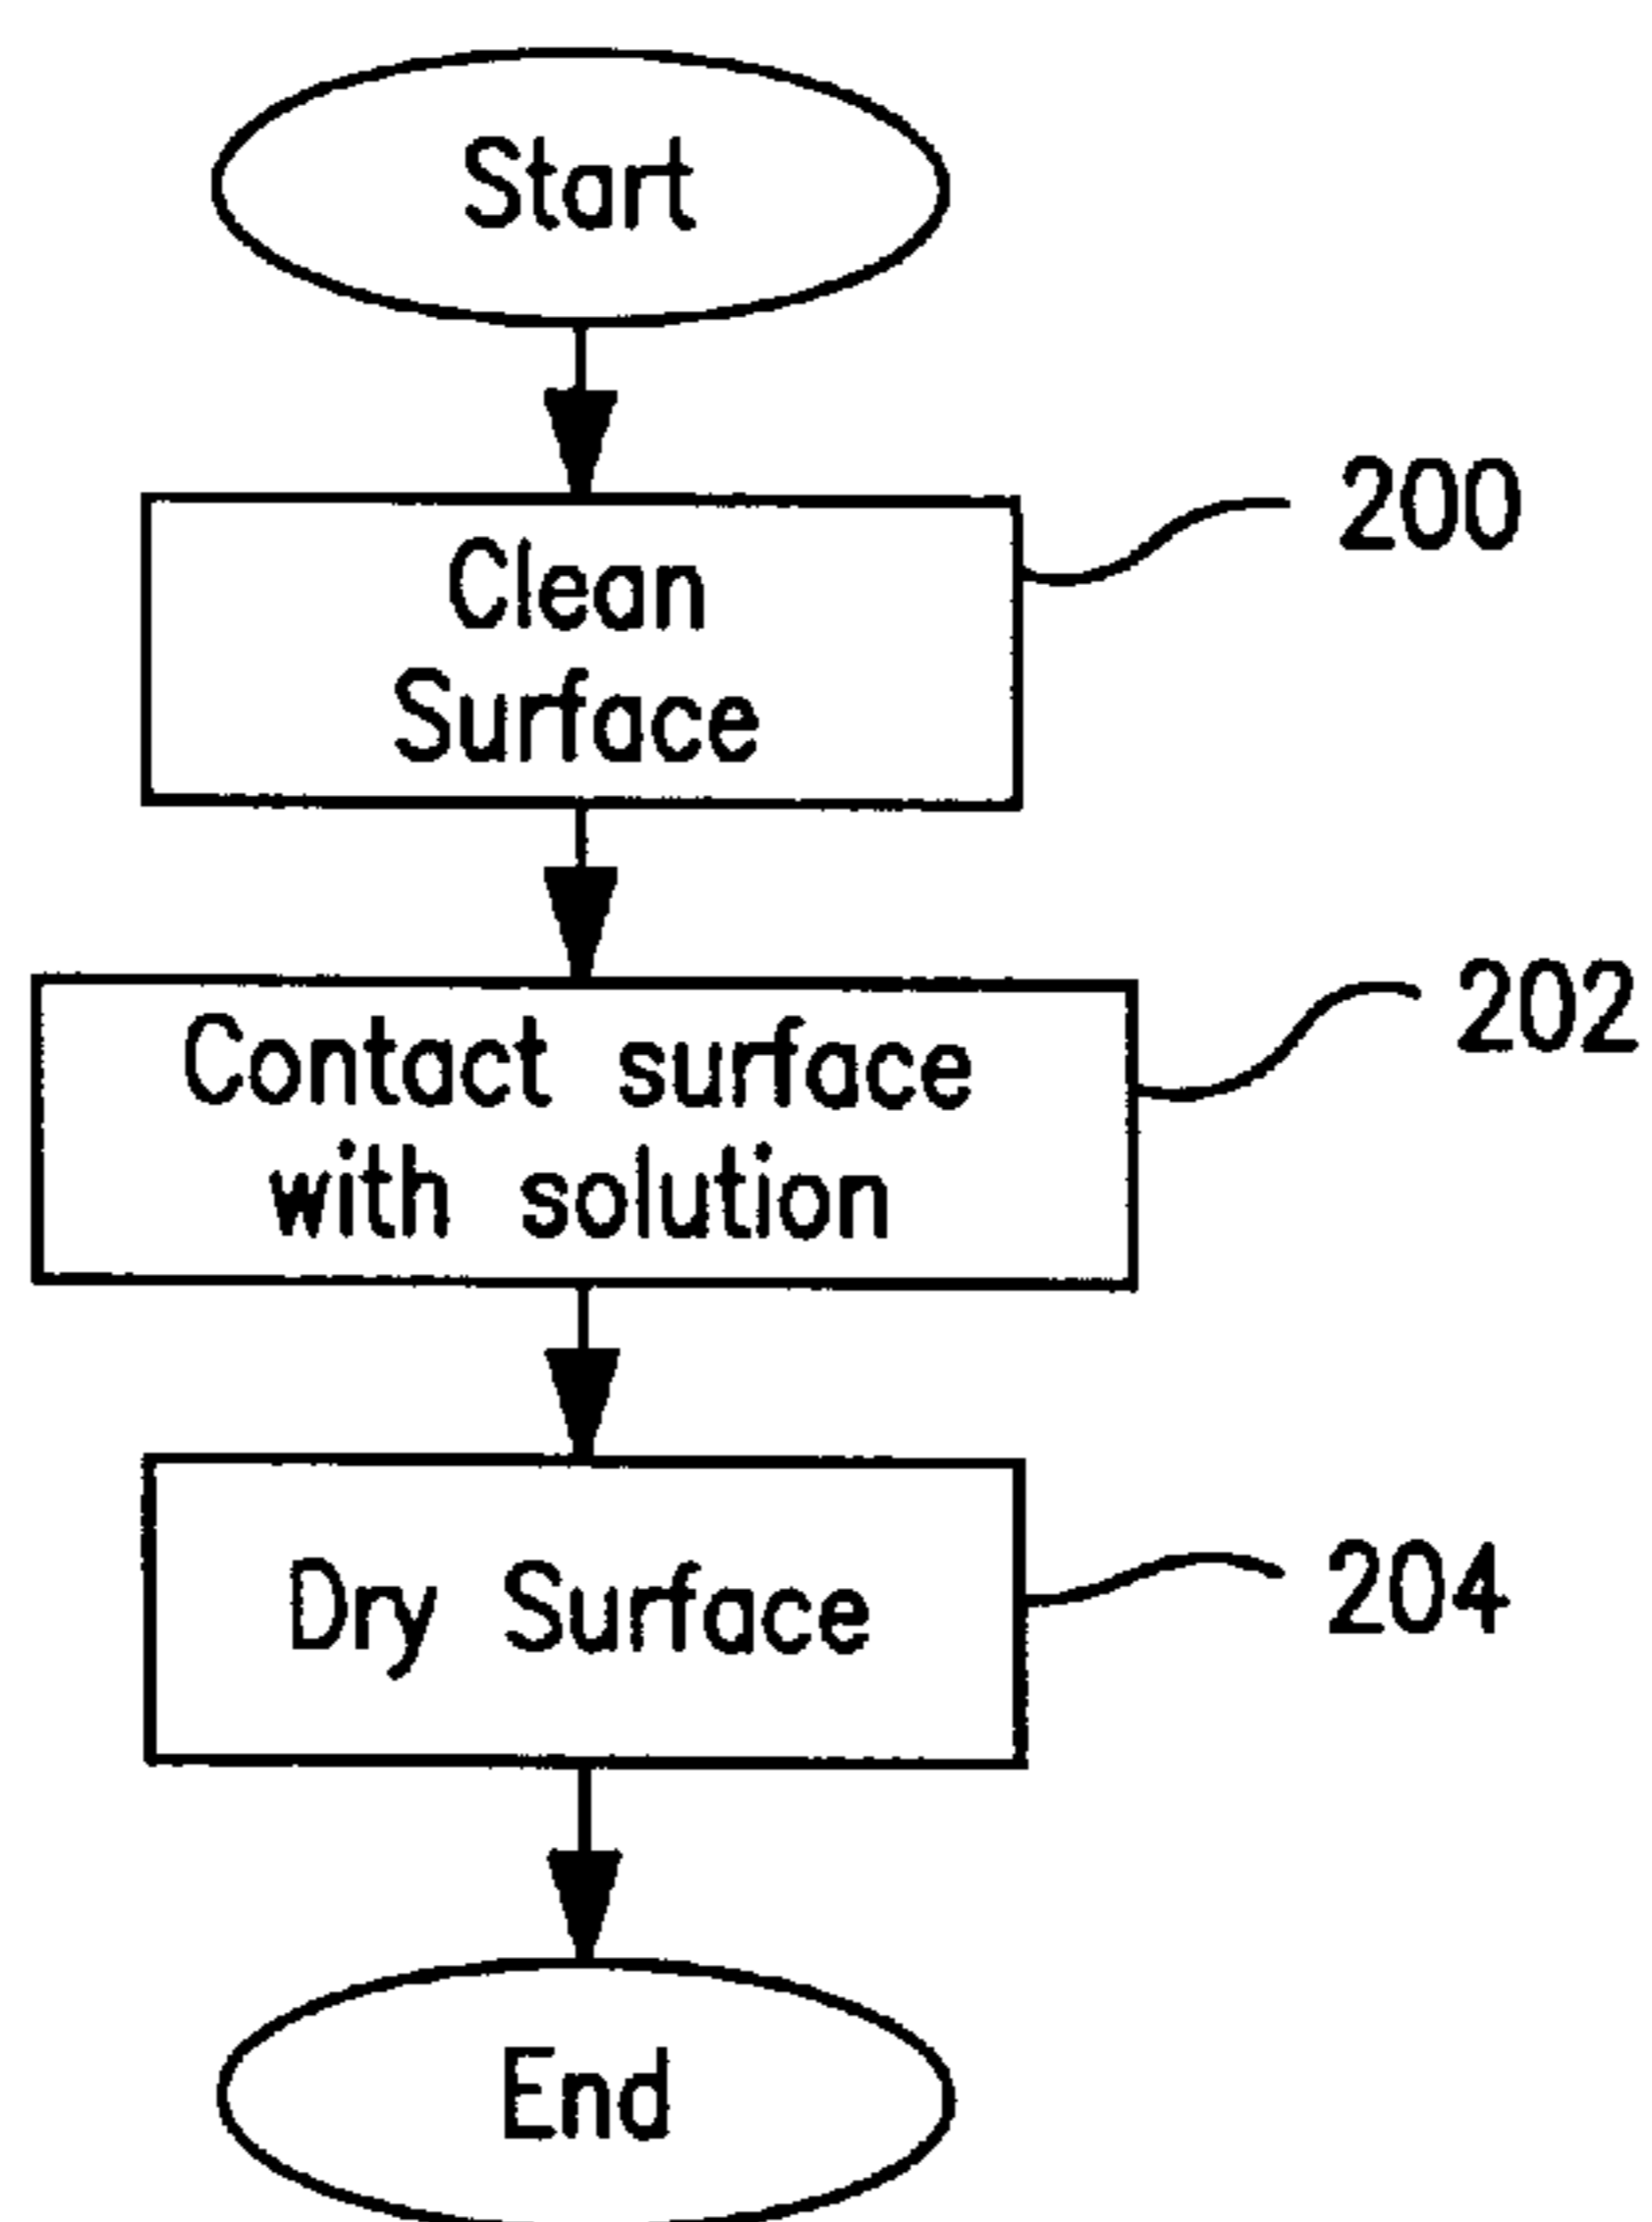 Start
200
Clean
Surface
202
Contact surface
with solution
204
Dry Surface
End